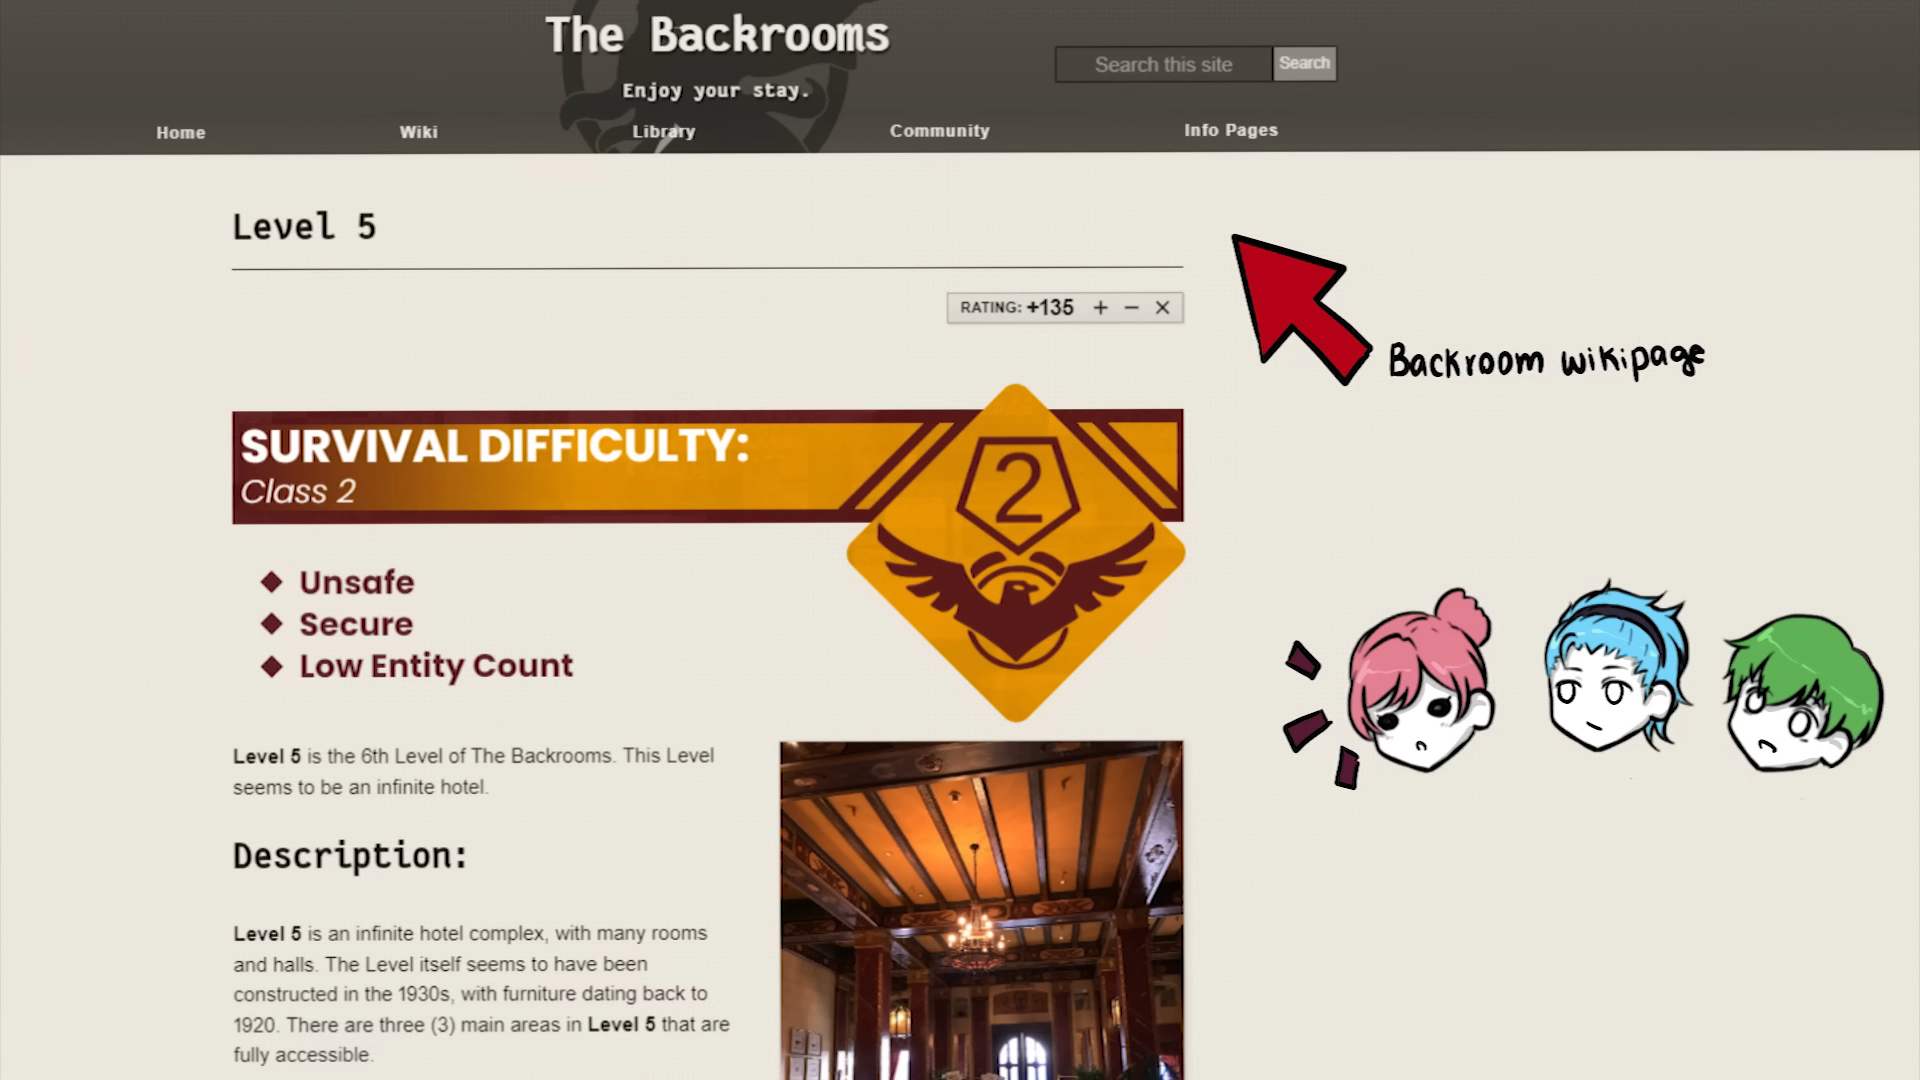 The Backrooms
Enjoy your stay.
Search this site
Search
Home
Wiki
Library
Community
Info Pages
Level 5
RATING: +135 + − ×
Backroom wikipage
SURVIVAL DIFFICULTY:
Class 2
2
Unsafe
Secure
Low Entity Count
Level 5 is the 6th Level of The Backrooms. This Level
seems to be an infinite hotel.
Description:
Level 5 is an infinite hotel complex, with many rooms
and halls. The Level itself seems to have been
constructed in the 1930s, with furniture dating back to
1920. There are three (3) main areas in Level 5 that are
fully accessible.